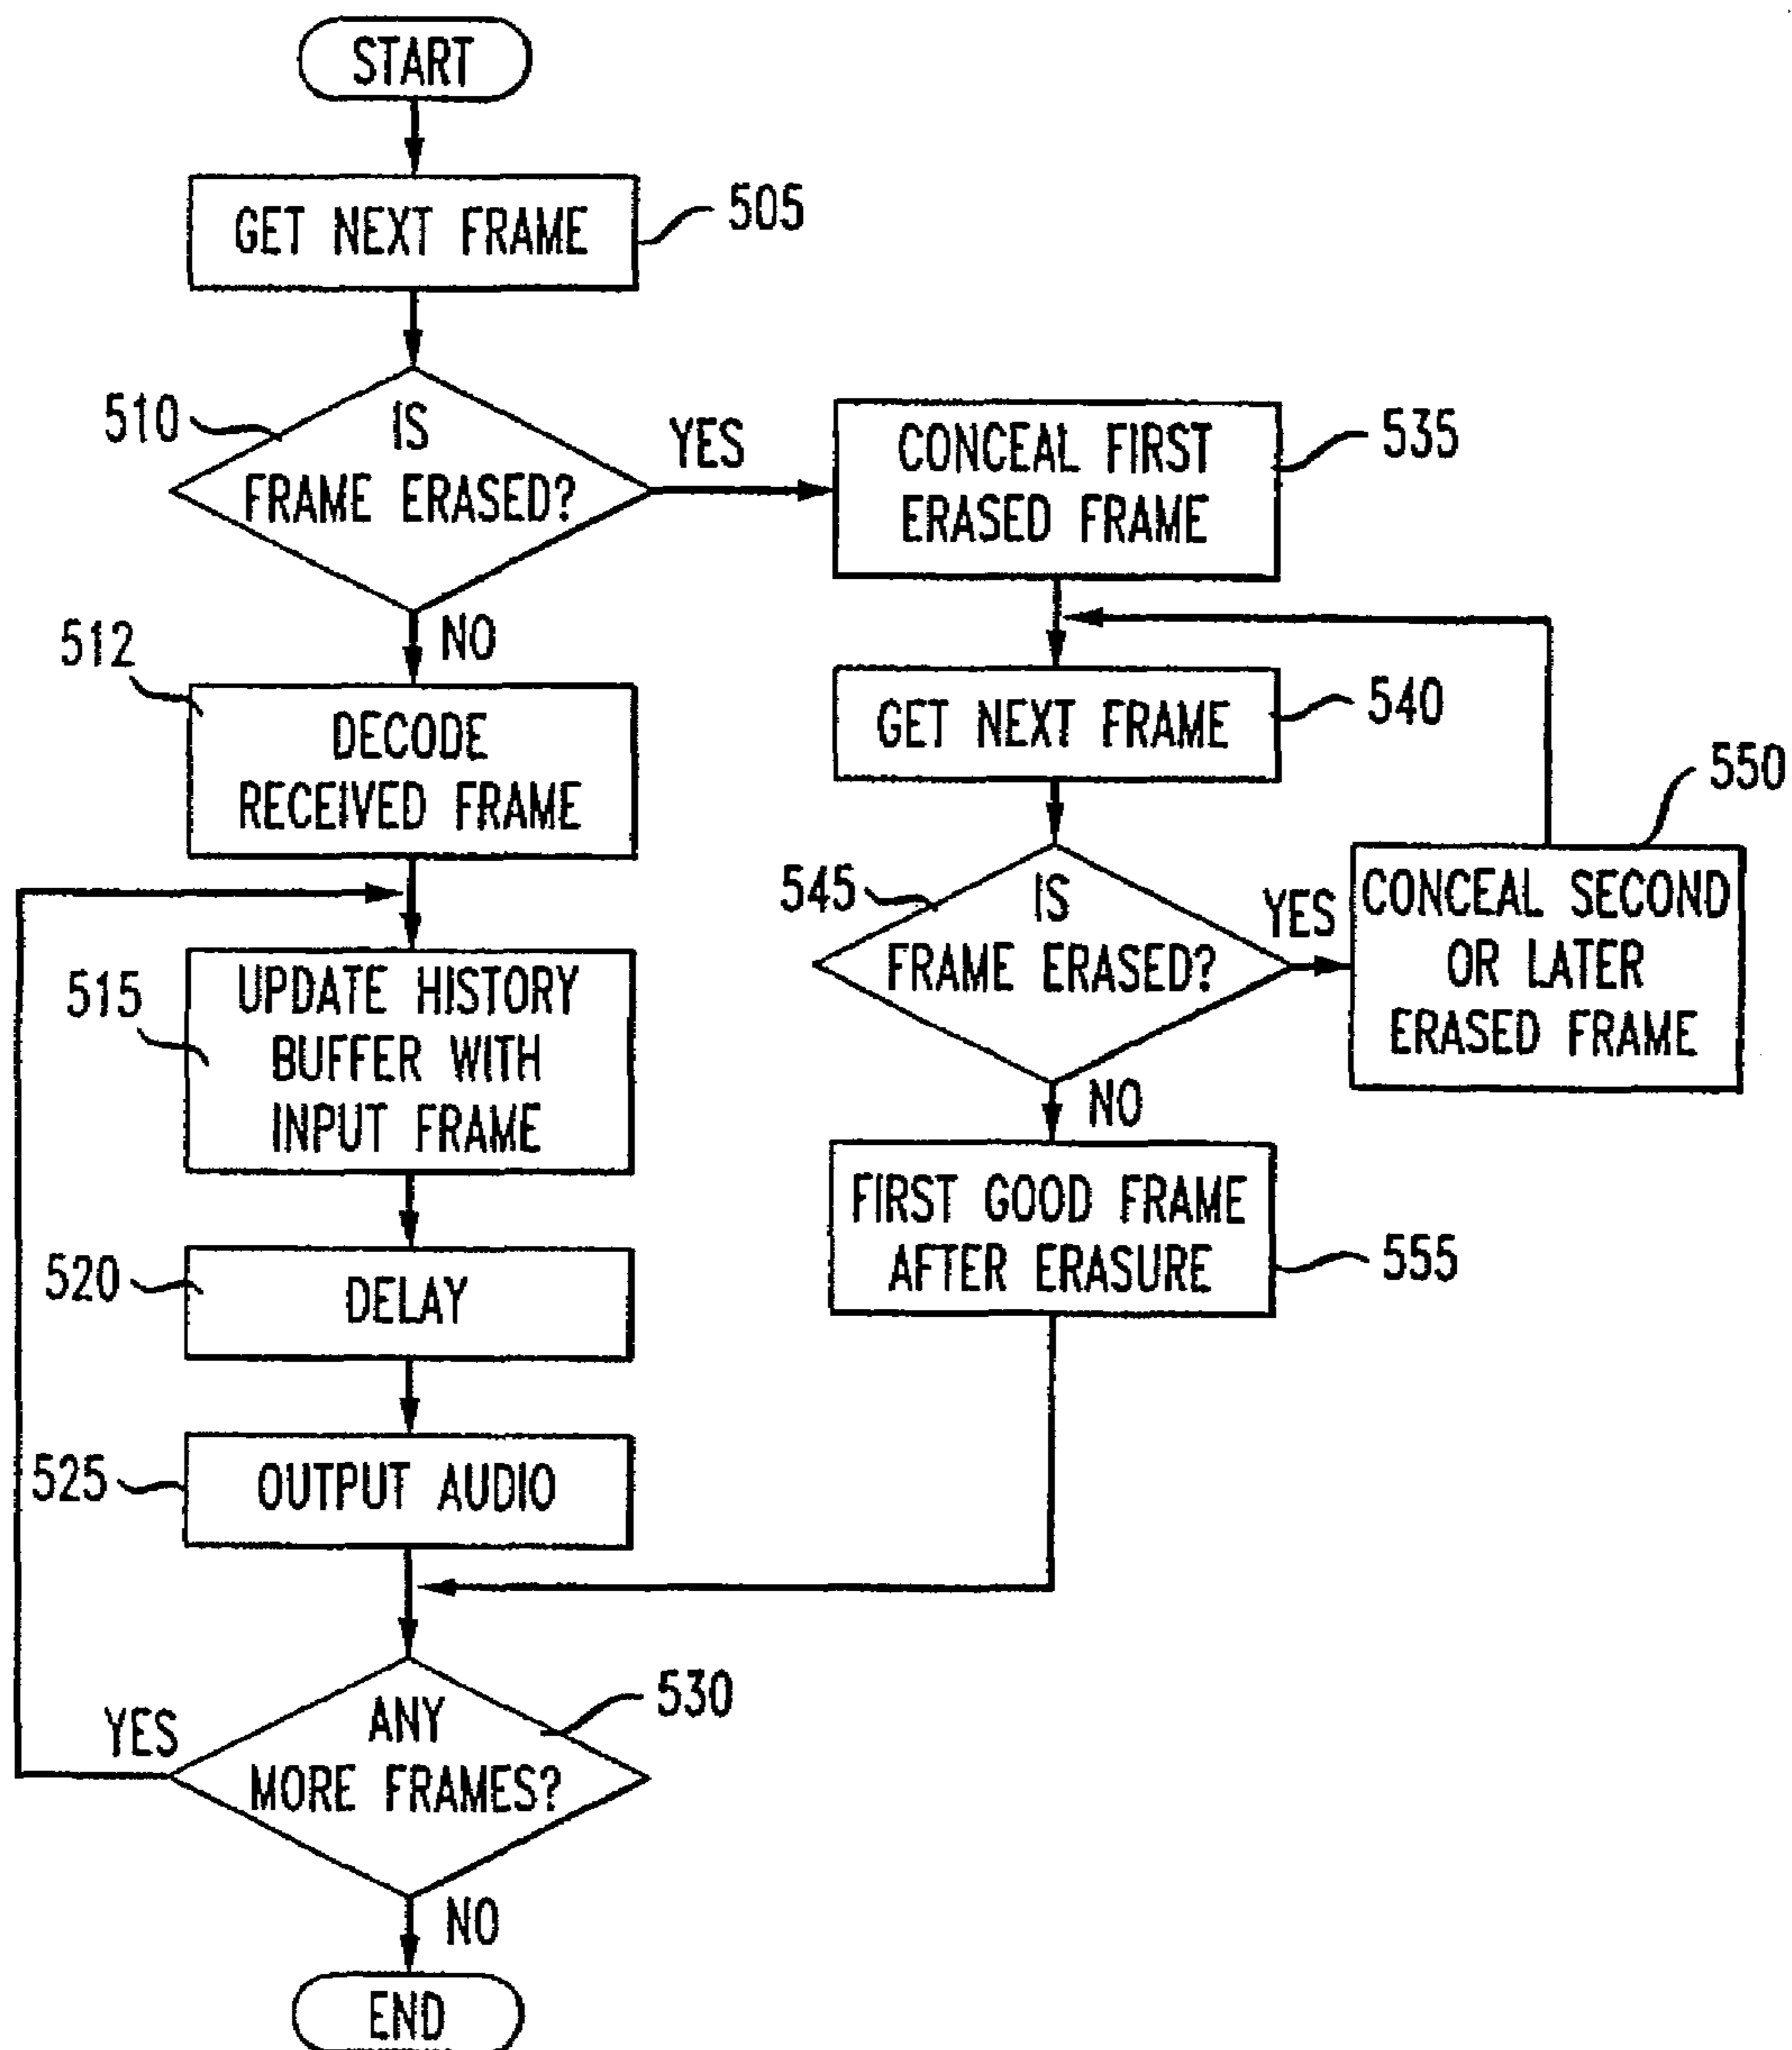 START
GET NEXT FRAME
505
510
IS
FRAME ERASED?
YES
NO
CONCEAL FIRST
ERASED FRAME
535
512
DECODE
RECEIVED FRAME
GET NEXT FRAME
540
545
IS
FRAME ERASED?
YES
NO
550
CONCEAL SECOND
OR LATER
ERASED FRAME
515
UPDATE HISTORY
BUFFER WITH
INPUT FRAME
FIRST GOOD FRAME
AFTER ERASURE
555
520
DELAY
525
OUTPUT AUDIO
530
ANY
MORE FRAMES?
YES
NO
END